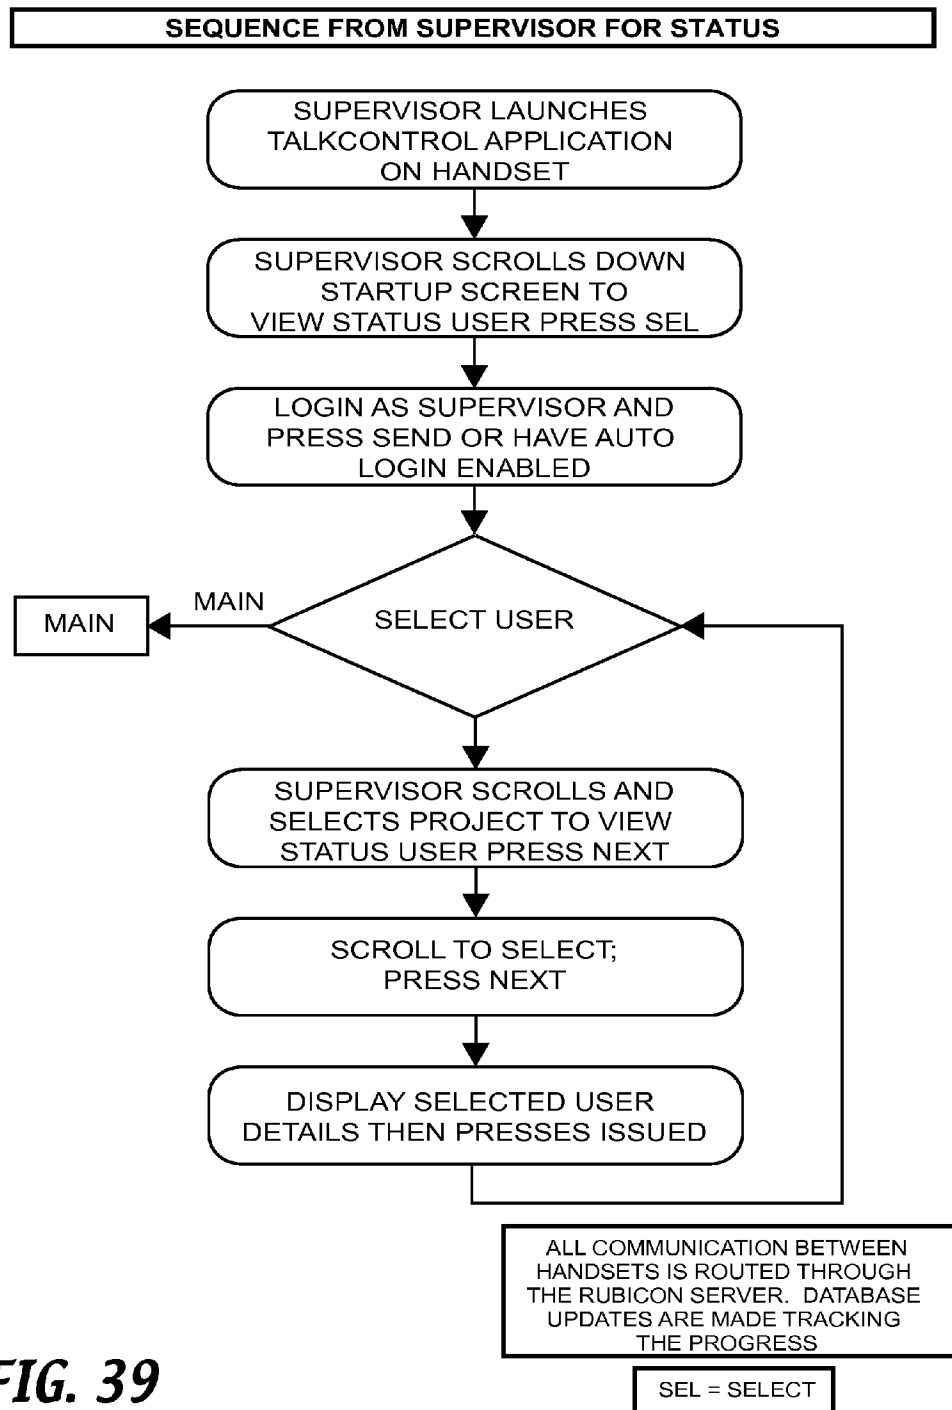 SEQUENCE FROM SUPERVISOR FOR STATUS
SUPERVISOR LAUNCHES
TALKCONTROL APPLICATION
ON HANDSET
SUPERVISOR SCROLLS DOWN
STARTUP SCREEN TO
VIEW STATUS USER PRESS SEL
LOGIN AS SUPERVISOR AND
PRESS SEND OR HAVE AUTO
LOGIN ENABLED
MAIN
MAIN
SELECT USER
SUPERVISOR SCROLLS AND
SELECTS PROJECT TO VIEW
STATUS USER PRESS NEXT
SCROLL TO SELECT;
PRESS NEXT
DISPLAY SELECTED USER
DETAILS THEN PRESSES ISSUED
ALL COMMUNICATION BETWEEN
HANDSETS IS ROUTED THROUGH
THE RUBICON SERVER. DATABASE
UPDATES ARE MADE TRACKING
THE PROGRESS
FIG. 39
SEL = SELECT